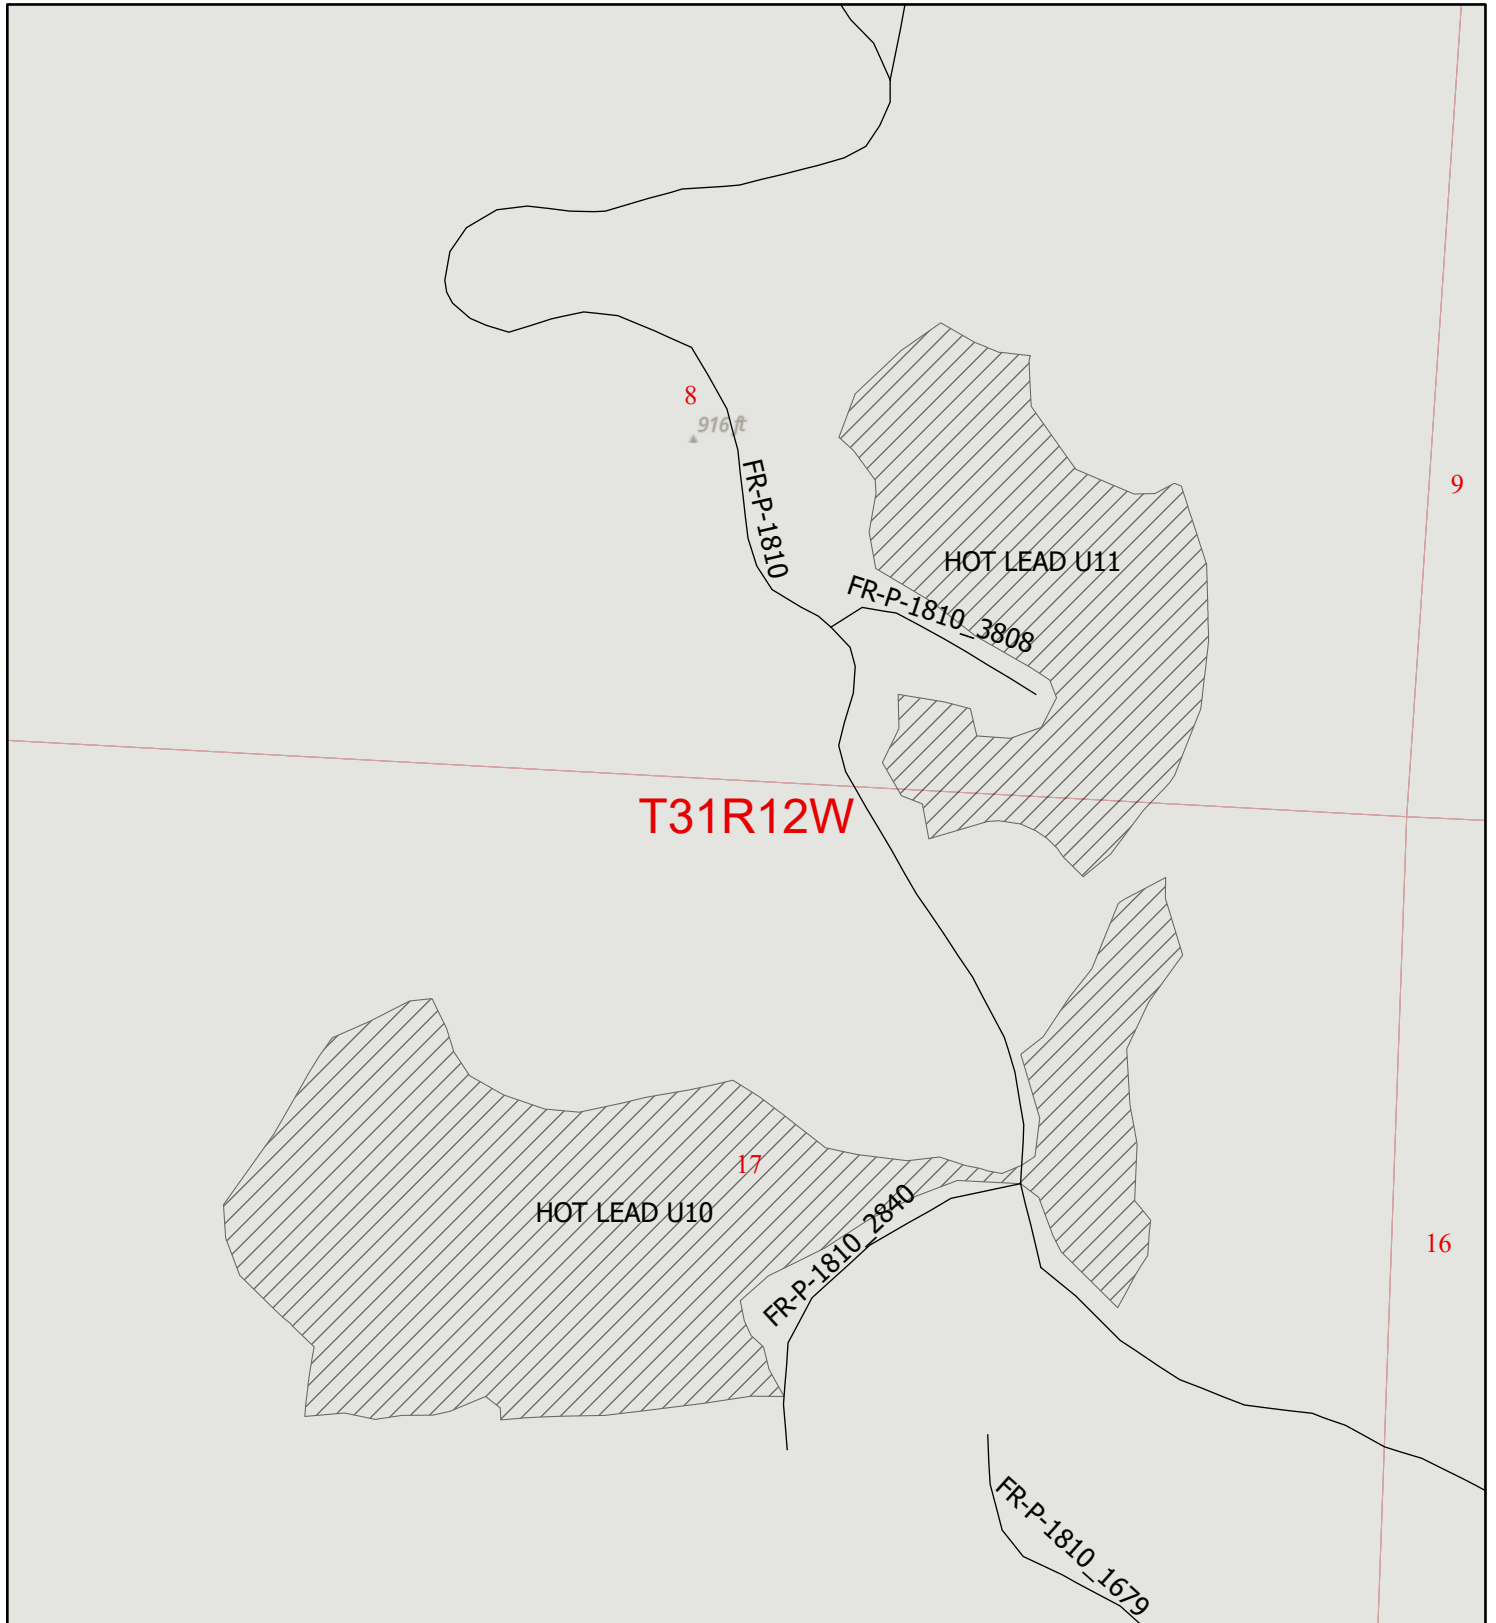 8
916 ft
FR-P-1810
9
HOT LEAD U11
FR-P-1810_3808
T31R12W
17
HOT LEAD U10
FR-P-1810_2840
16
FR-P-1810_1679